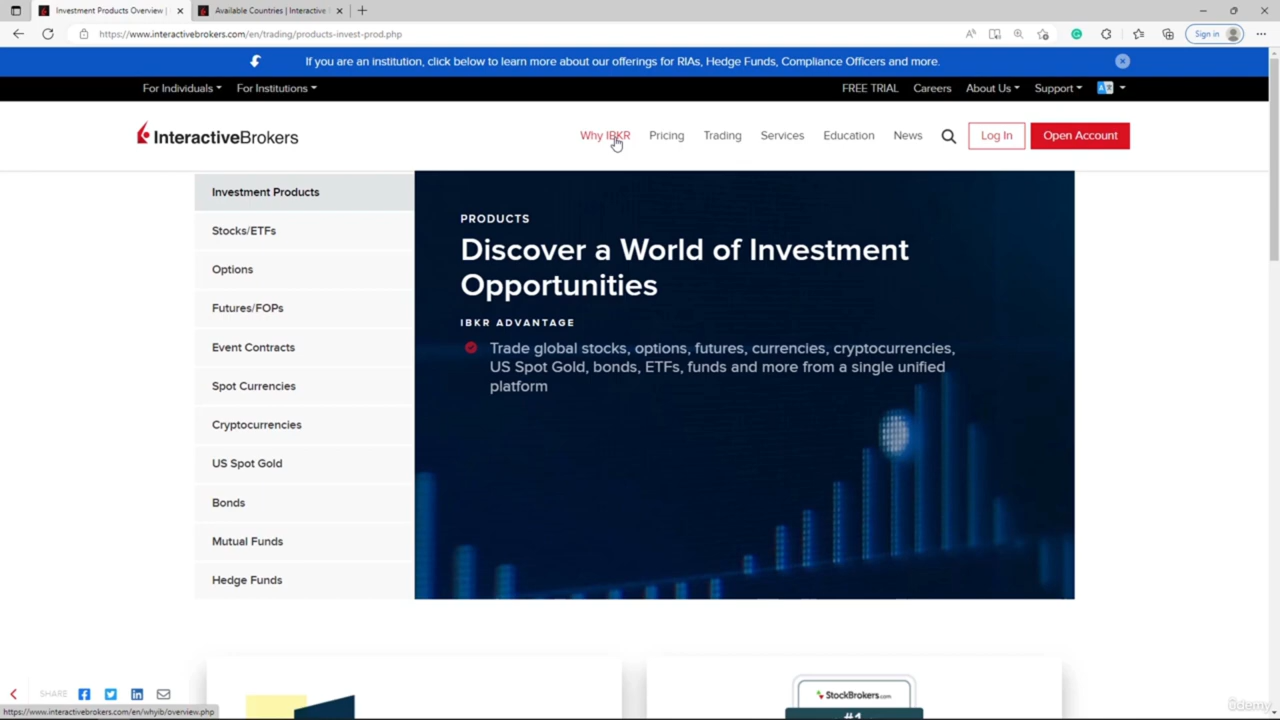 Investment Products Overview |
Available Countries | Interactive
https://www.interactivebrokers.com/en/trading/products-invest-prod.php
Sign in
If you are an institution, click below to learn more about our offerings for RIAs, Hedge Funds, Compliance Officers and more.
For Individuals
For Institutions
FREE TRIAL
Careers
About Us
Support
InteractiveBrokers
Why IBKR
Pricing
Trading
Services
Education
News
Log In
Open Account
Investment Products
Stocks/ETFs
Options
Futures/FOPs
Event Contracts
Spot Currencies
Cryptocurrencies
US Spot Gold
Bonds
Mutual Funds
Hedge Funds
PRODUCTS
Discover a World of Investment
Opportunities
IBKR ADVANTAGE
Trade global stocks, options, futures, currencies, cryptocurrencies,
US Spot Gold, bonds, ETFs, funds and more from a single unified
platform
StockBrokers.com
#1
SHARE
https://www.interactivebrokers.com/en/whyib/overview.php
ûdemy